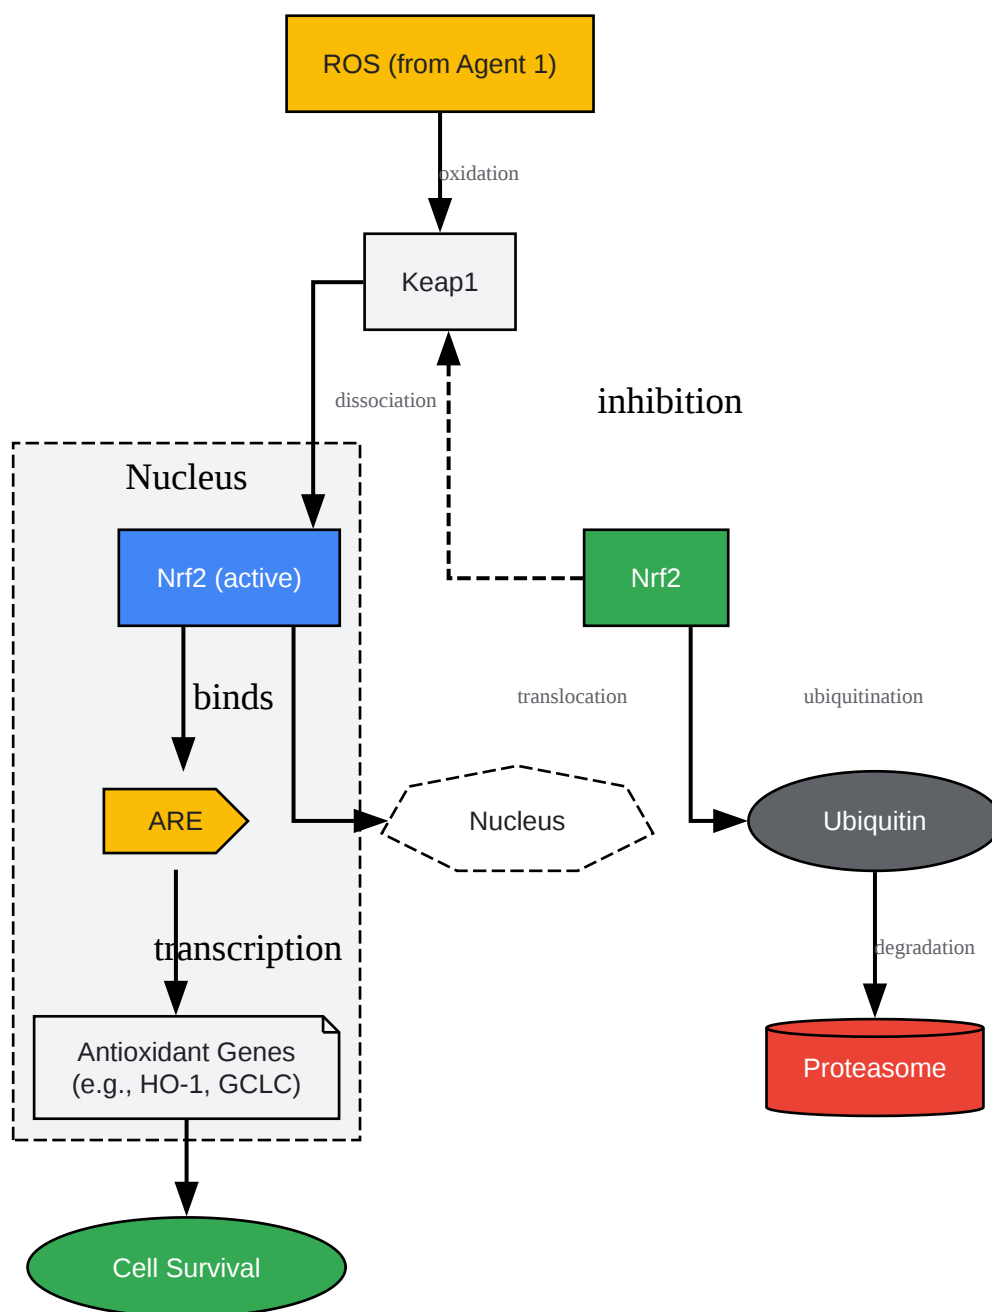 ROS (from Agent 1)
oxidation
Keap1
dissociation
inhibition
Nucleus
Nrf2 (active)
Nrf2
binds
translocation
ubiquitination
ARE
Nucleus
Ubiquitin
transcription
degradation
Antioxidant Genes
(e.g., HO-1, GCLC)
Proteasome
Cell Survival